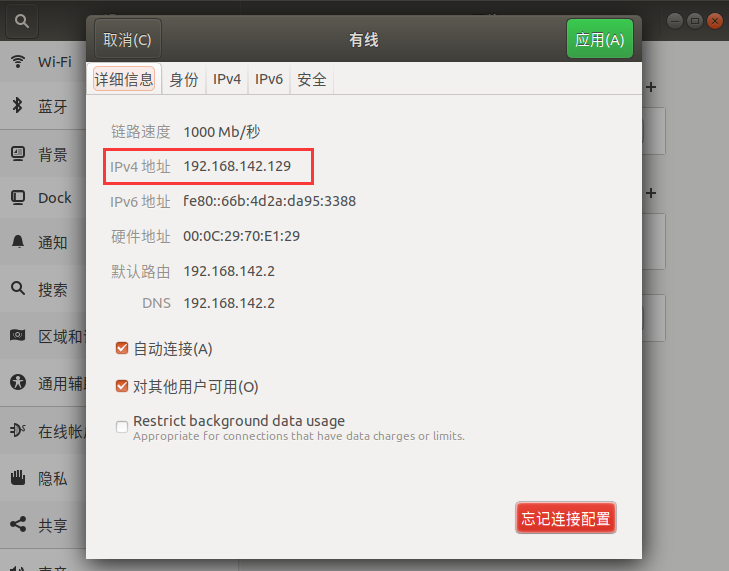 取消(C)
有线
应用(A)
Wi-Fi
蓝牙
背景
Dock
通知
搜索
区域和
通用辅
在线帐
隐私
共享
详细信息
身份
IPv4
IPv6
安全
链路速度 1000 Mb/秒
IPv4 地址 192.168.142.129
IPv6 地址 fe80::66b:4d2a:da95:3388
硬件地址 00:0C:29:70:E1:29
默认路由 192.168.142.2
DNS 192.168.142.2
自动连接(A)
对其他用户可用(O)
Restrict background data usage
Appropriate for connections that have data charges or limits.
忘记连接配置